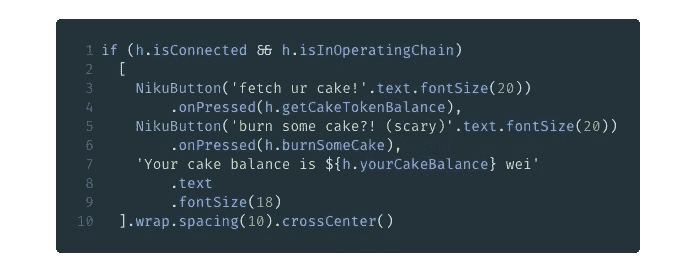 1 if (h.isConnected && h.isInOperatingChain)
2   [
3     NikuButton('fetch ur cake!'.text.fontSize(20))
4         .onPressed(h.getCakeTokenBalance),
5     NikuButton('burn some cake?! (scary)'.text.fontSize(20))
6         .onPressed(h.burnSomeCake),
7     'Your cake balance is ${h.yourCakeBalance} wei'
8         .text
9         .fontSize(18)
10   ].wrap.spacing(10).crossCenter()